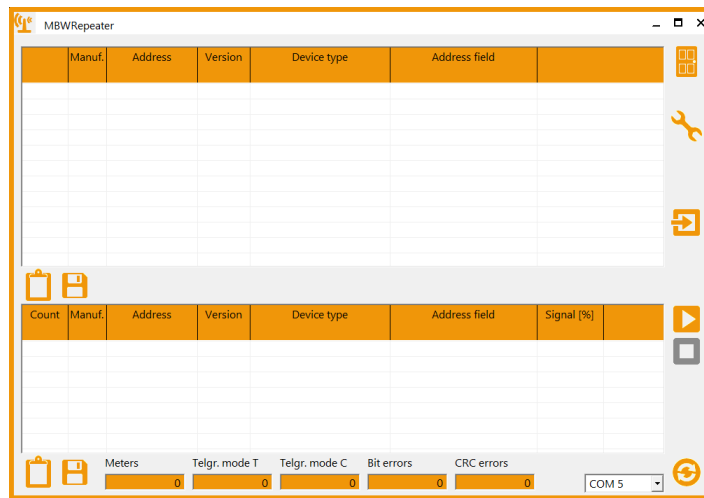 MBWRepeater
Manuf. Address Version Device type Address field
Count Manuf. Address Version Device type Address field Signal [%]
Meters Telgr. mode T Telgr. mode C Bit errors CRC errors
0 0 0 0 0 COM 5